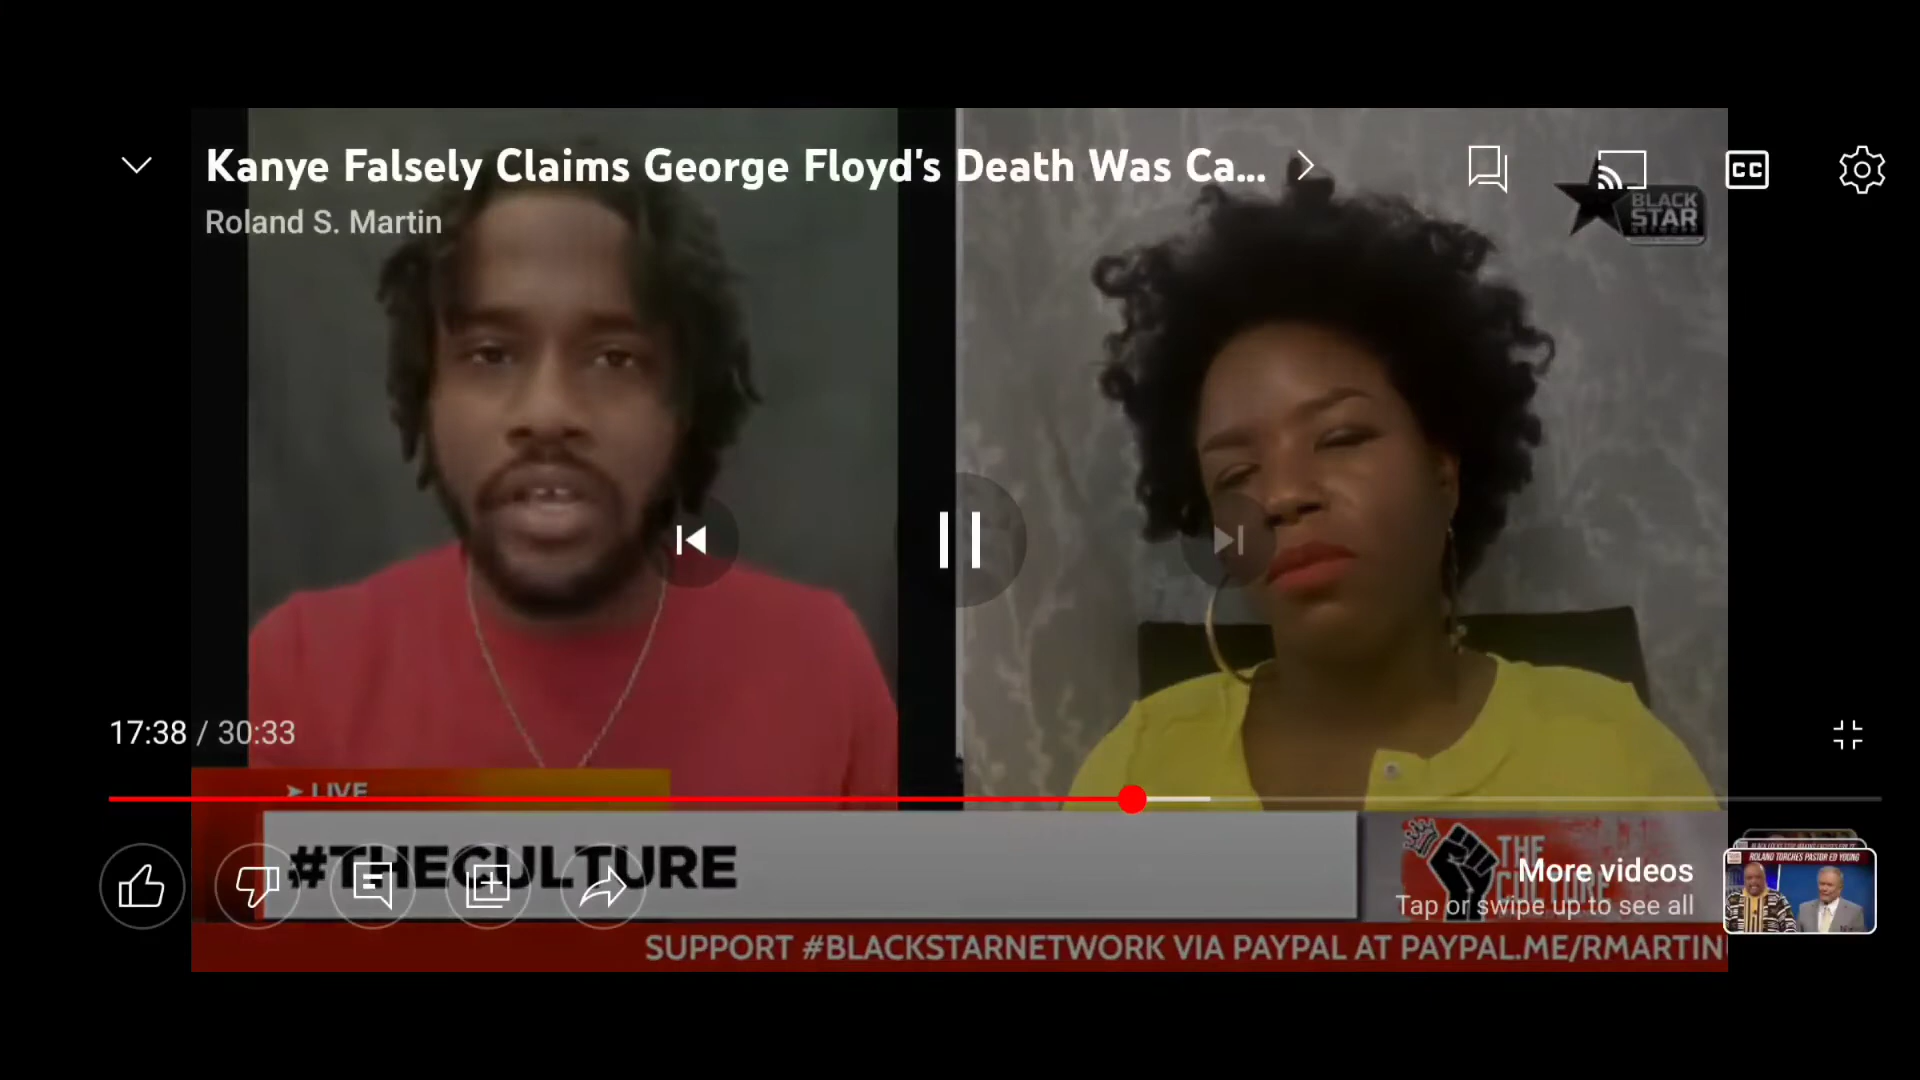 Kanye Falsely Claims George Floyd's Death Was Ca...
Roland S. Martin
CC
BLACK
STAR
17:38 / 30:33
LIVE
#THECULTURE
THE
CULTURE
More videos
Tap or swipe up to see all
ROLAND TORCHES PASTOR ED YOUNG
SUPPORT #BLACKSTARNETWORK VIA PAYPAL AT PAYPAL.ME/RMARTIN